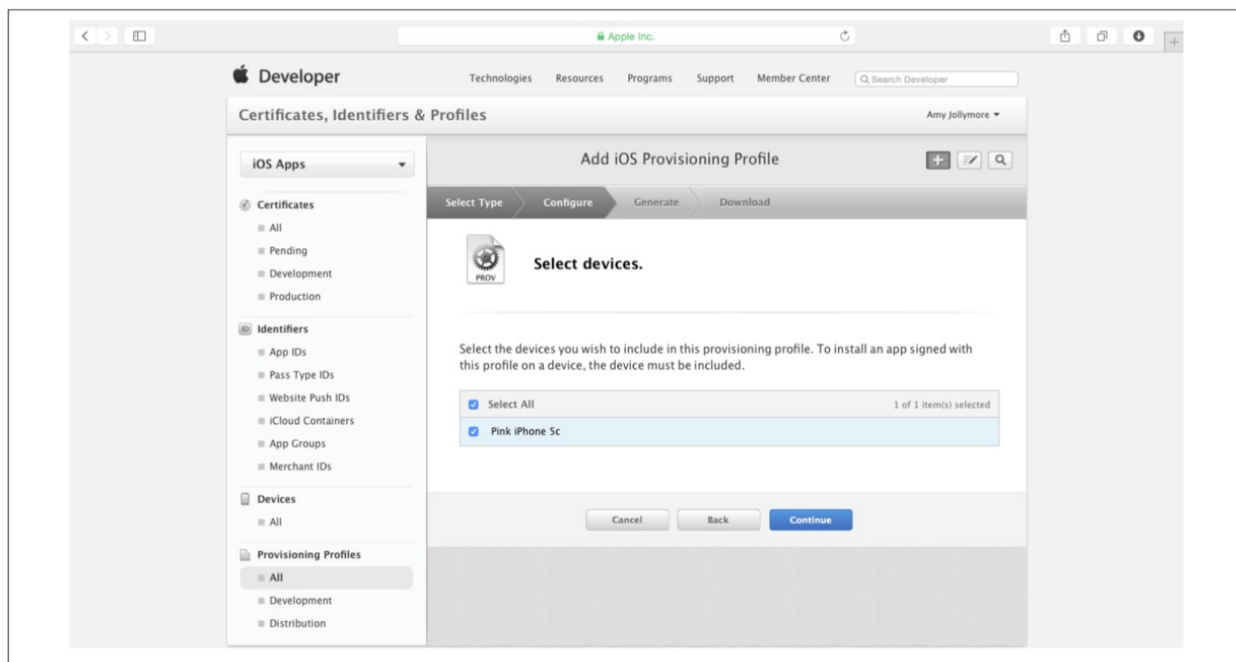 Apple Inc.
Developer
Technologies Resources Programs Support Member Center Search Developer
Certificates, Identifiers & Profiles
Amy Jollymore
iOS Apps
Certificates
All
Pending
Development
Production
Identifiers
App IDs
Pass Type IDs
Website Push IDs
iCloud Containers
App Groups
Merchant IDs
Devices
All
Provisioning Profiles
All
Development
Distribution
Add iOS Provisioning Profile
Select Type Configure Generate Download
PROV
Select devices.
Select the devices you wish to include in this provisioning profile. To install an app signed with
this profile on a device, the device must be included.
Select All 1 of 1 item(s) selected
Pink iPhone 5c
Cancel Back Continue